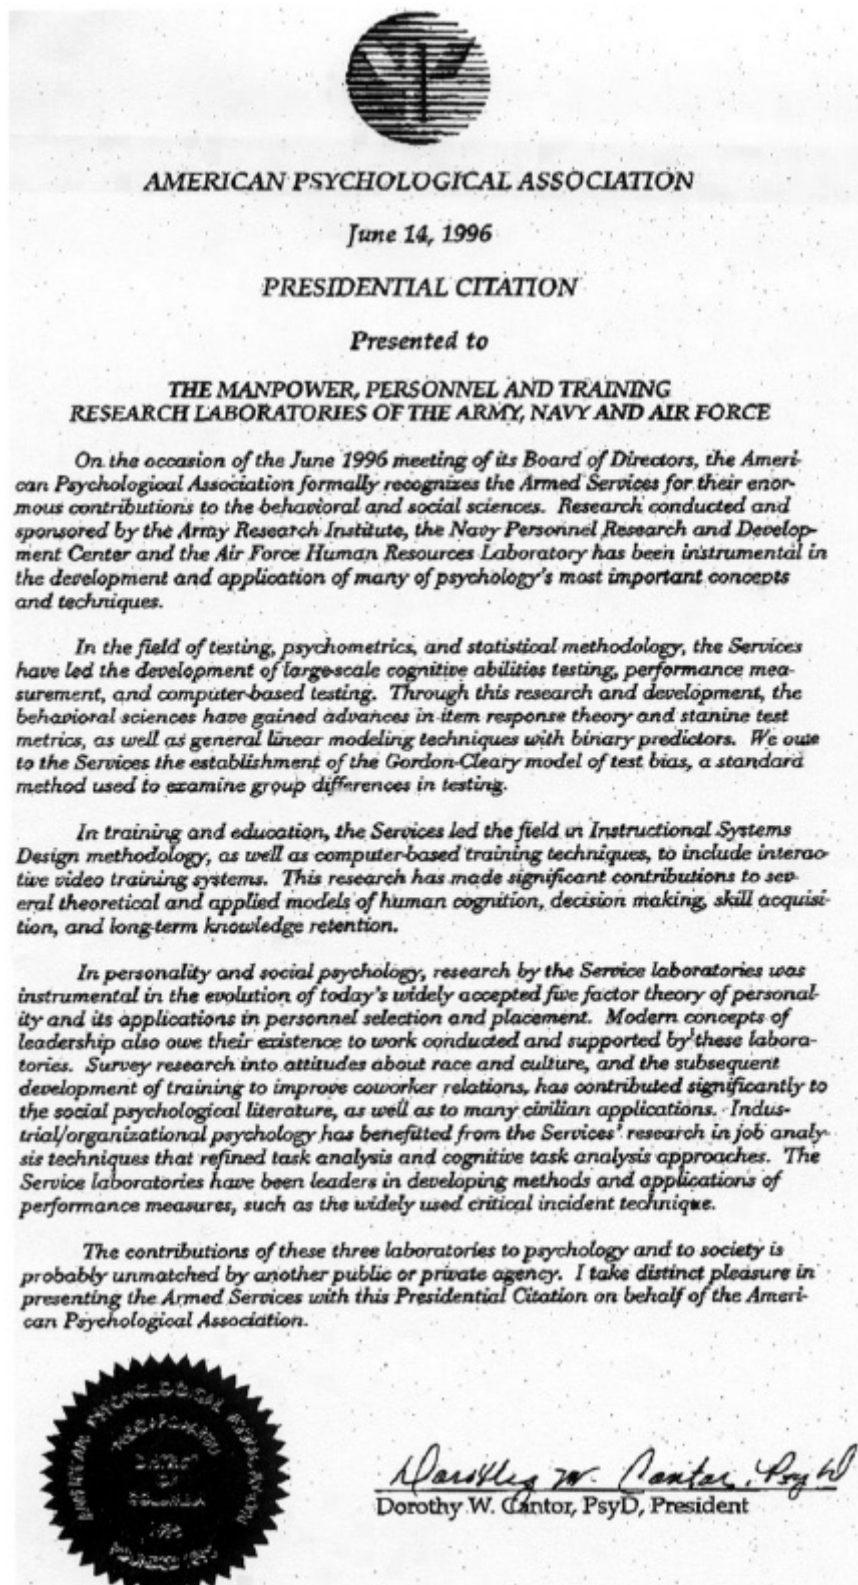 AMERICAN PSYCHOLOGICAL ASSOCIATION
June 14, 1996
PRESIDENTIAL CITATION
Presented to
THE MANPOWER, PERSONNEL AND TRAINING
RESEARCH LABORATORIES OF THE ARMY, NAVY AND AIR FORCE
On the occasion of the June 1996 meeting of its Board of Directors, the Ameri-
can Psychological Association formally recognizes the Armed Services for their enor-
mous contributions to the behavioral and social sciences. Research conducted and
sponsored by the Army Research Institute, the Navy Personnel Research and Develop-
ment Center and the Air Force Human Resources Laboratory has been instrumental in
the development and application of many of psychology's most important concepts
and techniques.
In the field of testing, psychometrics, and statistical methodology, the Services
have led the development of large-scale cognitive abilities testing, performance mea-
surement, and computer-based testing. Through this research and development, the
behavioral sciences have gained advances in item response theory and stanine test
metrics, as well as general linear modeling techniques with binary predictors. We owe
to the Services the establishment of the Gordon-Cleary model of test bias, a standard
method used to examine group differences in testing.
In training and education, the Services led the field in Instructional Systems
Design methodology, as well as computer-based training techniques, to include interac-
tive video training systems. This research has made significant contributions to sev-
eral theoretical and applied models of human cognition, decision making, skill acquisi-
tion, and long-term knowledge retention.
In personality and social psychology, research by the Service laboratories was
instrumental in the evolution of today's widely accepted five factor theory of personal-
ity and its applications in personnel selection and placement. Modern concepts of
leadership also owe their existence to work conducted and supported by these labora-
tories. Survey research into attitudes about race and culture, and the subsequent
development of training to improve coworker relations, has contributed significantly to
the social psychological literature, as well as to many civilian applications. Indus-
trial/organizational psychology has benefitted from the Services' research in job analy-
sis techniques that refined task analysis and cognitive task analysis approaches. The
Service laboratories have been leaders in developing methods and applications of
performance measures, such as the widely used critical incident technique.
The contributions of these three laboratories to psychology and to society is
probably unmatched by another public or private agency. I take distinct pleasure in
presenting the Armed Services with this Presidential Citation on behalf of the Ameri-
can Psychological Association.
AMERICAN PSYCHOLOGICAL ASSOCIATION
DISTRICT
OF
COLUMBIA
Dorothy W. Cantor, PsyD
Dorothy W. Cantor, PsyD, President